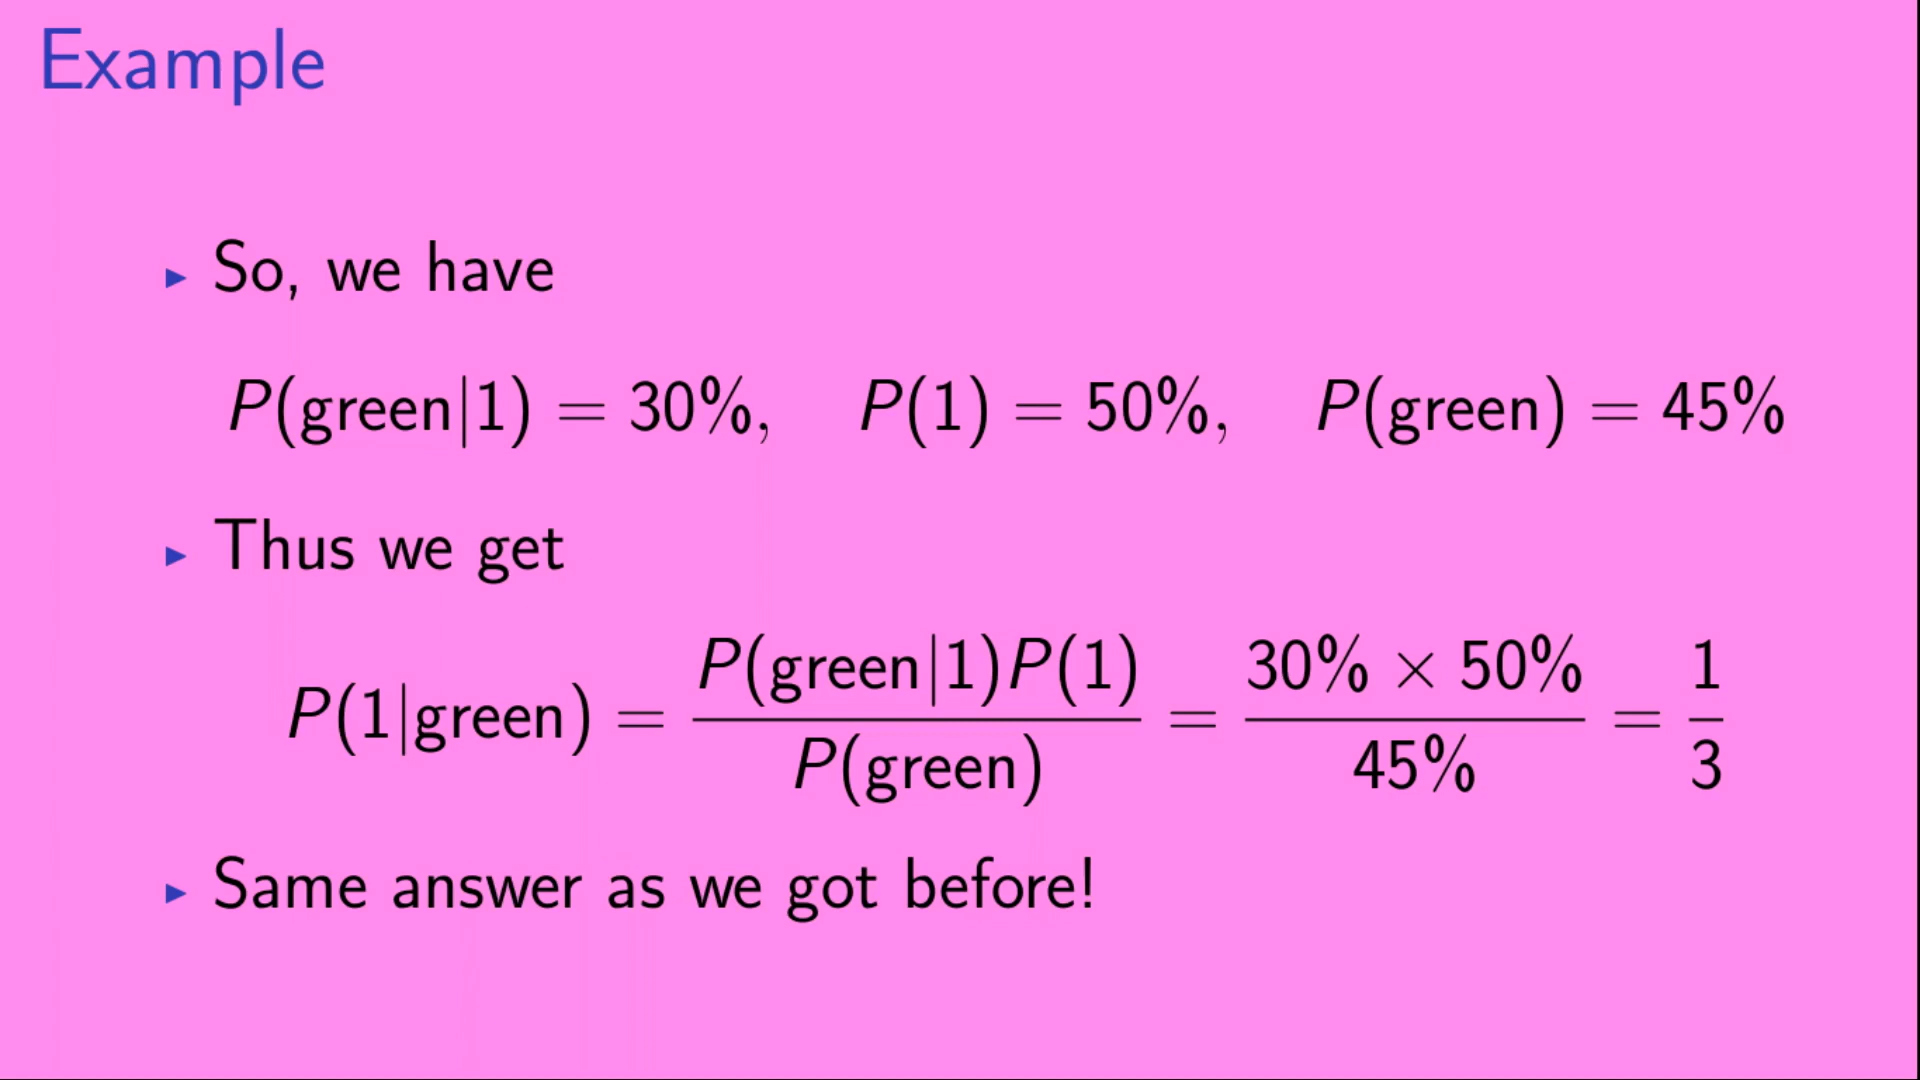 Example
▸ So, we have
P(green|1) = 30%, P(1) = 50%, P(green) = 45%
▸ Thus we get
P(1|green) = P(green|1)P(1) / P(green) = 30% × 50% / 45% = 1 / 3
▸ Same answer as we got before!